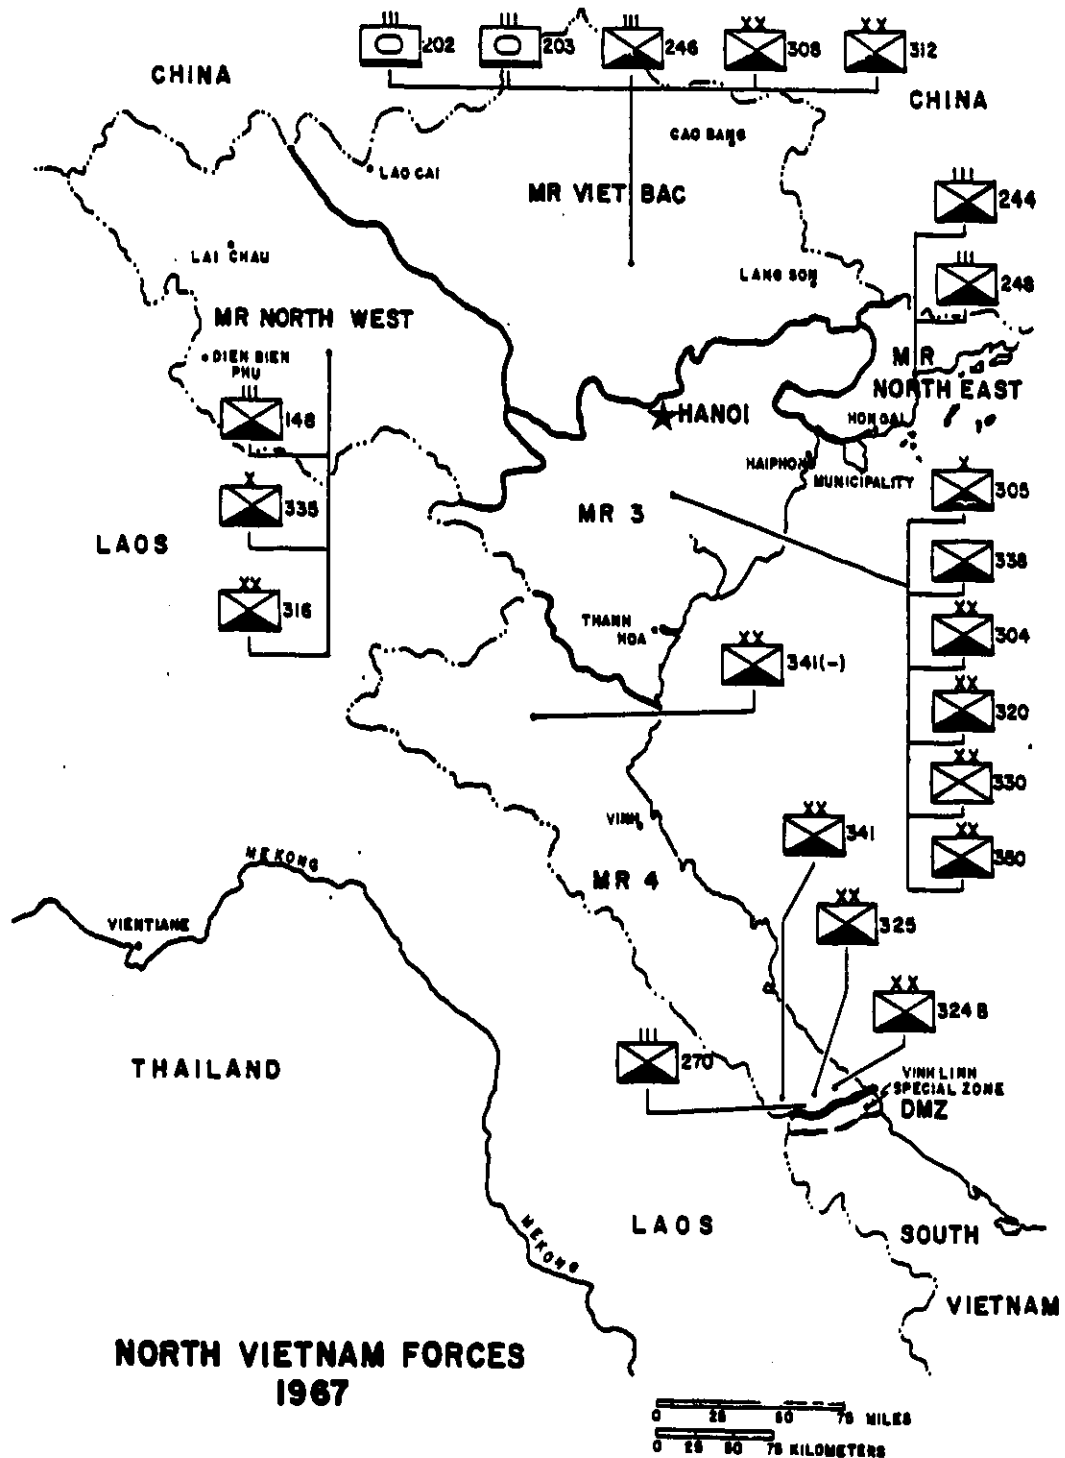 202
203
246
308
312
CHINA
CHINA
CAO BANG
LAO CAI
MR VIET BAC
244
LAI CHAU
LANG SON
248
MR NORTH WEST
DIEN BIEN
PHU
MR
NORTH EAST
148
HANOI
HON GAI
HAIPHONG
MUNICIPALITY
305
335
MR 3
LAOS
338
316
THANH
HOA
304
341(-)
320
330
VINH
341
350
MEKONG
MR 4
VIENTIANE
325
324 B
270
THAILAND
VINH LINH
SPECIAL ZONE
DMZ
LAOS
SOUTH
MEKONG
VIETNAM
NORTH VIETNAM FORCES
1967
0 25 50 75 MILES
0 25 50 75 KILOMETERS